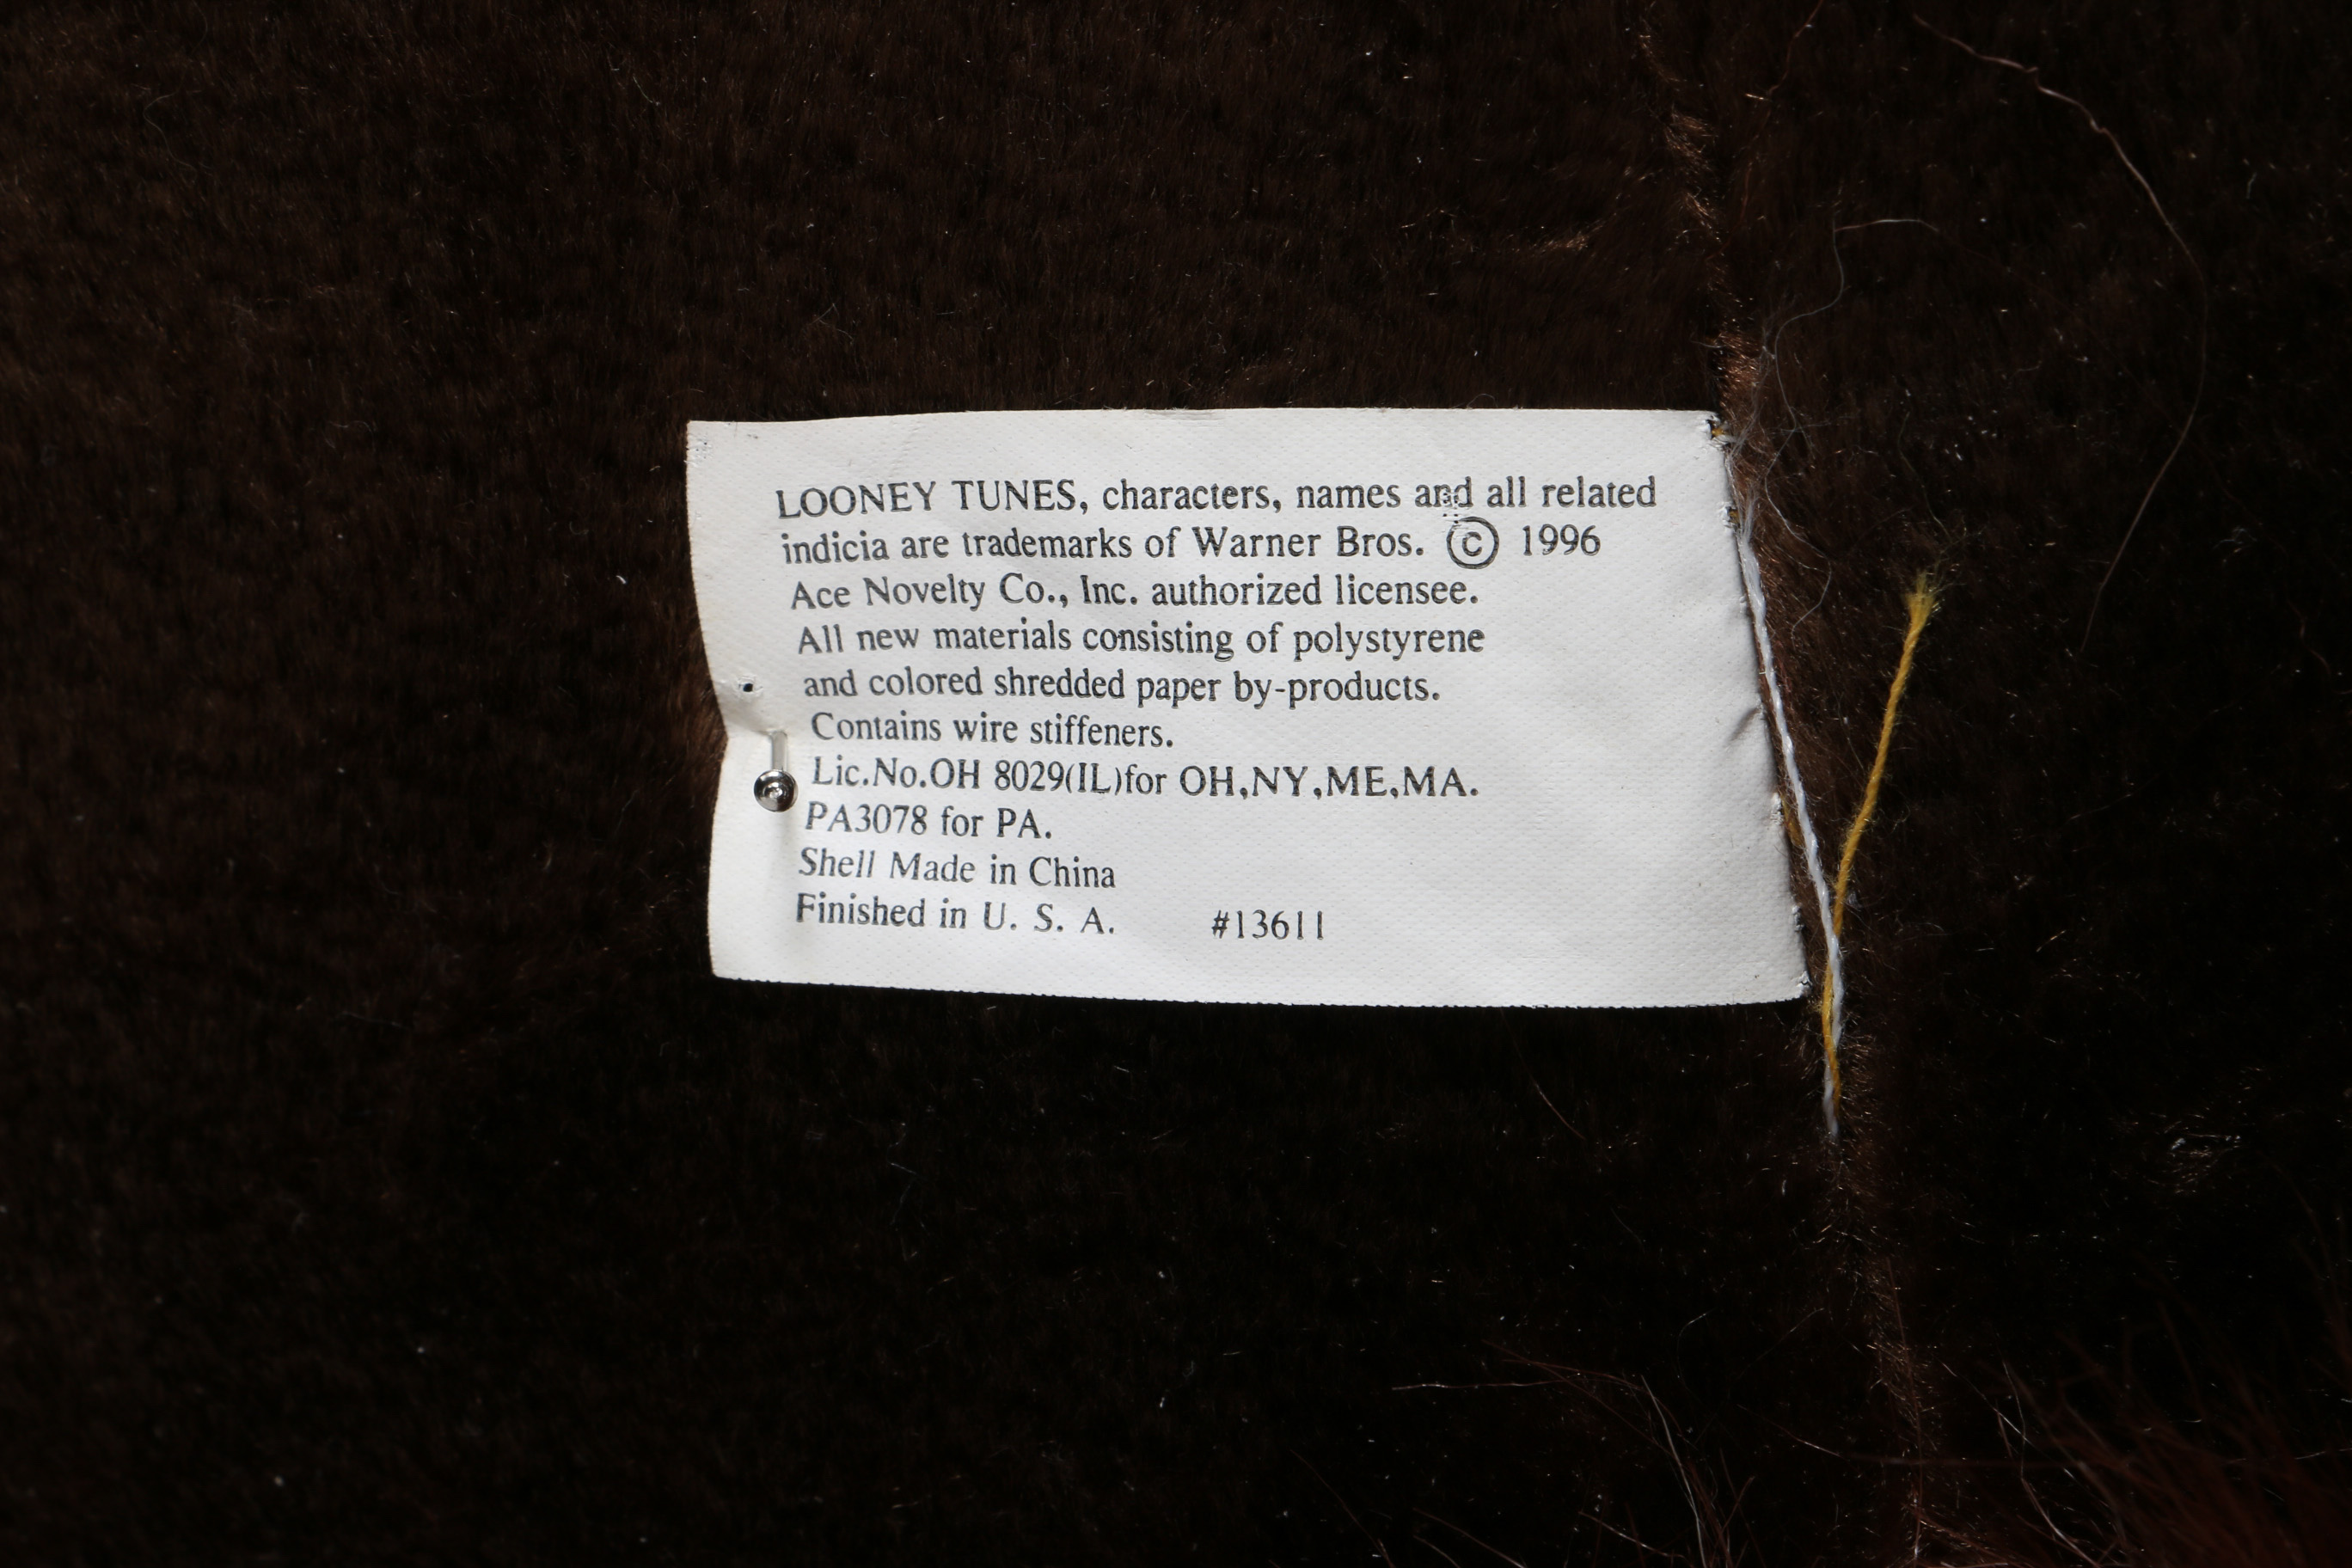 LOONEY TUNES, characters, names and all related
indicia are trademarks of Warner Bros. © 1996
Ace Novelty Co., Inc. authorized licensee.
All new materials consisting of polystyrene
and colored shredded paper by-products.
Contains wire stiffeners.
Lic.No.OH 8029(IL)for OH,NY,ME,MA.
PA3078 for PA.
Shell Made in China
Finished in U. S. A. #13611